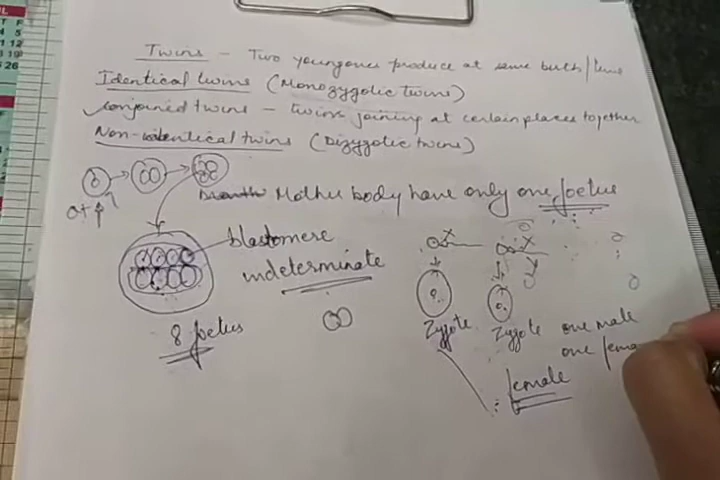 Twins - Two youngones produce at same birth/time
Identical twins (Monozygotic twins)
conjoined twins - twins joining at certain places together
Non-identical twins (Dizygotic twins)
Mother body have only one foetus
blastomere
indeterminate
8 foetus
X
X
Y
Zygote
Zygote
one male
one fema
female